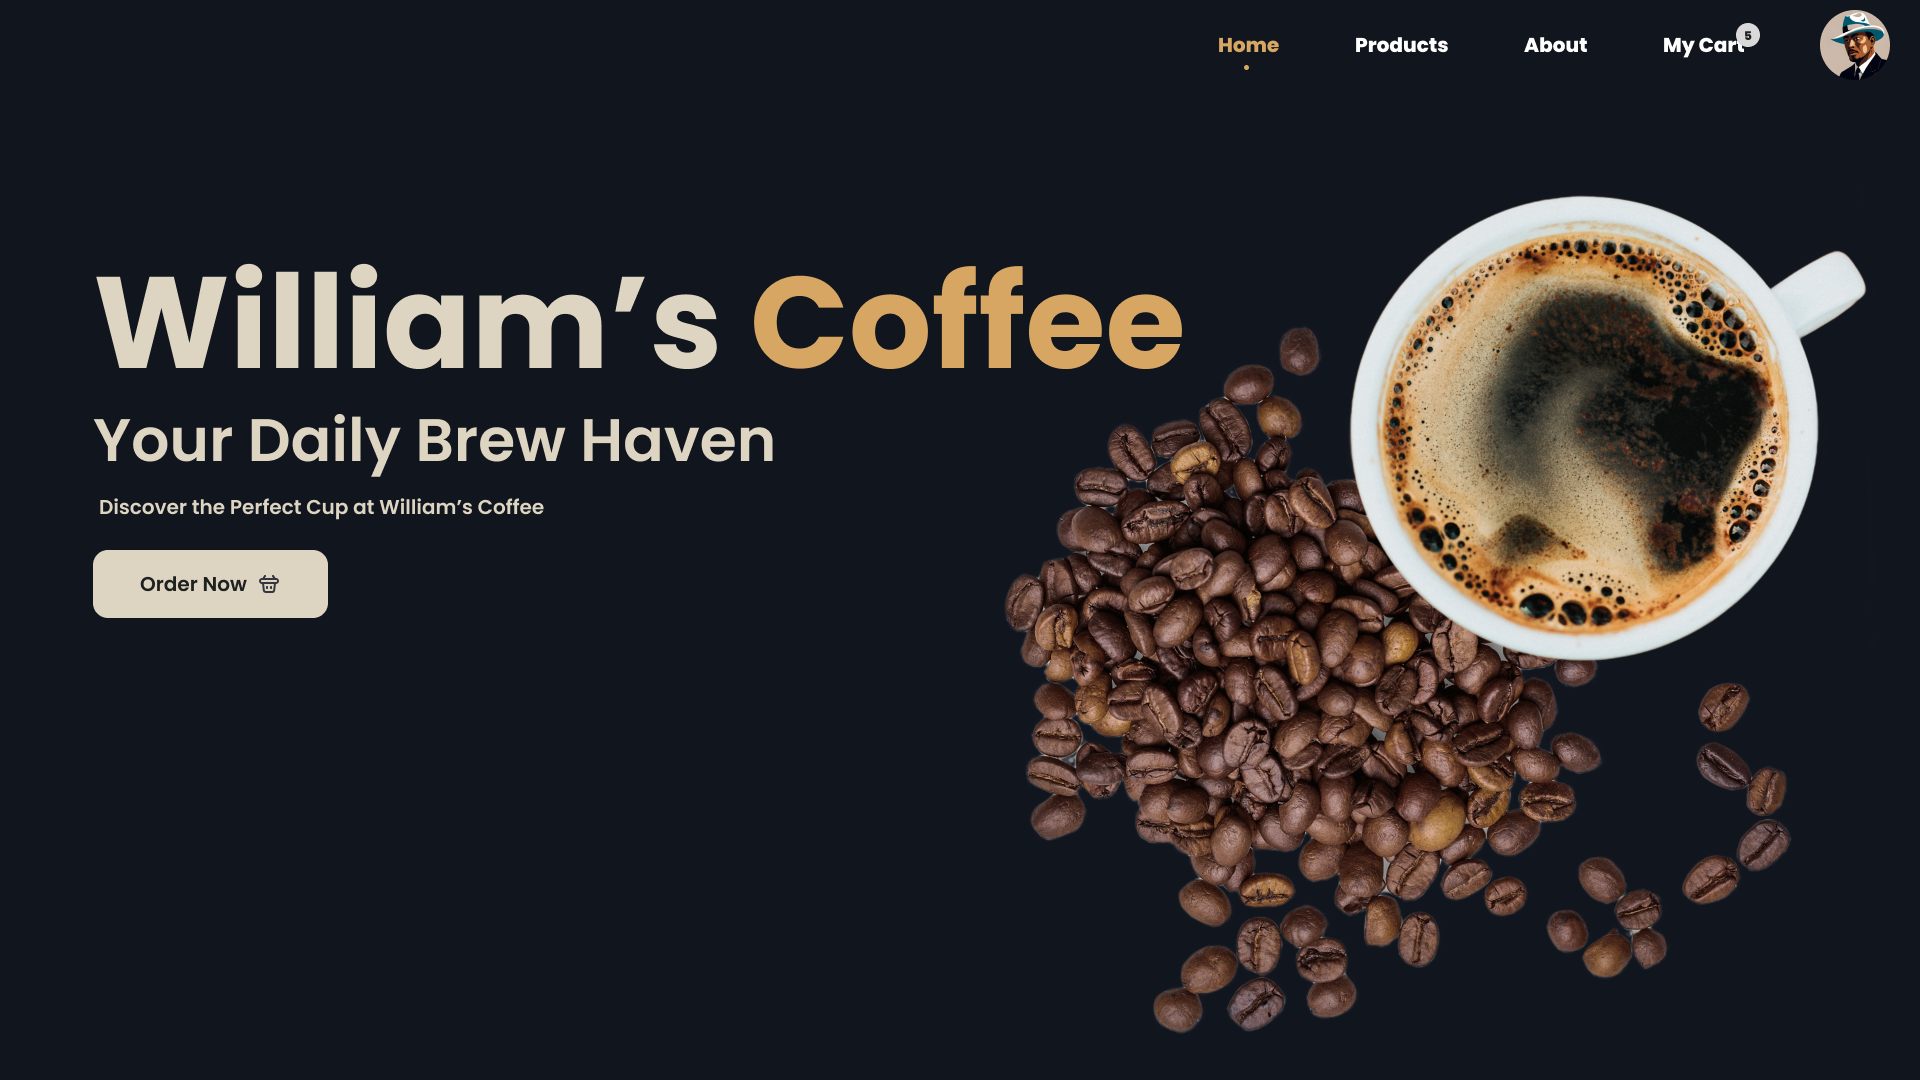 Home Products About My Cart 5
William’s Coffee
Your Daily Brew Haven
Discover the Perfect Cup at William’s Coffee
Order Now